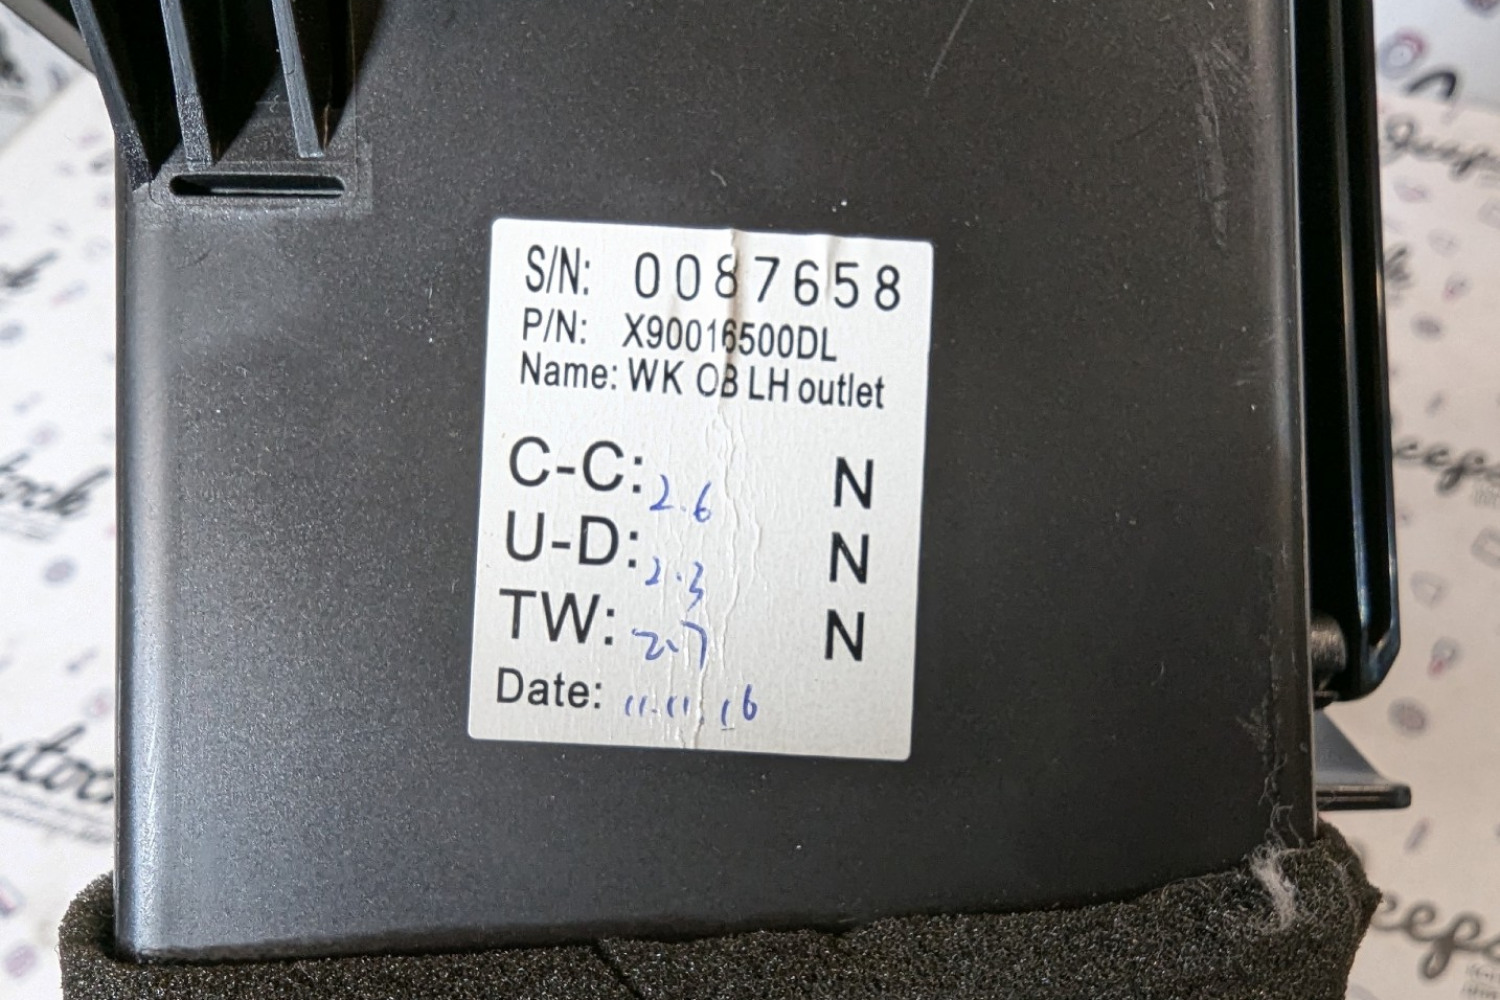 S/N: 0087658
P/N: X90016500DL
Name: WK OB LH outlet
C-C: 2.6 N
U-D: 2.3 N
TW: 2.7 N
Date: 11.11.16